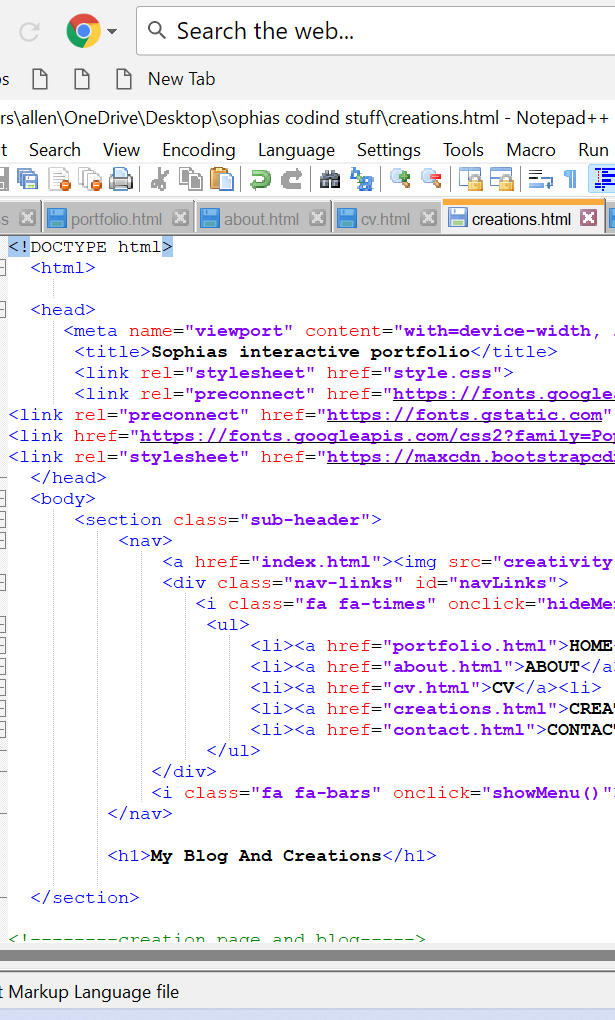 Search the web...
New Tab
rs\allen\OneDrive\Desktop\sophias codind stuff\creations.html - Notepad++
Search View Encoding Language Settings Tools Macro Run
portfolio.html about.html cv.html creations.html
<!DOCTYPE html>
<html>
<head>
<meta name="viewport" content="with=device-width,
<title>Sophias interactive portfolio</title>
<link rel="stylesheet" href="style.css">
<link rel="preconnect" href="https://fonts.googlea
<link rel="preconnect" href="https://fonts.gstatic.com"
<link href="https://fonts.googleapis.com/css2?family=Pop
<link rel="stylesheet" href="https://maxcdn.bootstrapcd
</head>
<body>
<section class="sub-header">
<nav>
<a href="index.html"><img src="creativity
<div class="nav-links" id="navLinks">
<i class="fa fa-times" onclick="hideMe
<ul>
<li><a href="portfolio.html">HOME
<li><a href="about.html">ABOUT</a
<li><a href="cv.html">CV</a><li>
<li><a href="creations.html">CREA
<li><a href="contact.html">CONTAC
</ul>
</div>
<i class="fa fa-bars" onclick="showMenu()"
</nav>
<h1>My Blog And Creations</h1>
</section>
<!--------creation page and blog----->
t Markup Language file